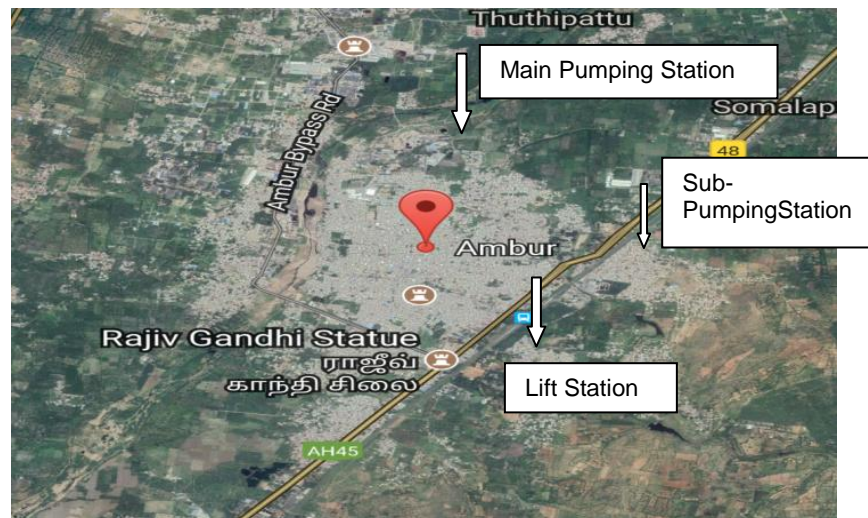 Thuthipattu
Main Pumping Station
Somalap
Ambur Bypass Rd
48
Sub-
PumpingStation
Ambur
Rajiv Gandhi Statue
ராஜீவ்
காந்தி சிலை
Lift Station
AH45